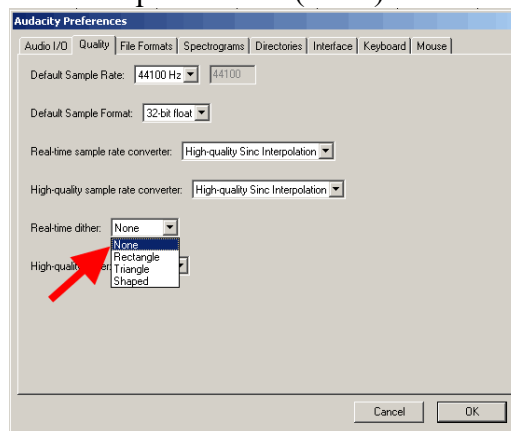 Audacity Preferences
Audio I/O Quality File Formats Spectrograms Directories Interface Keyboard Mouse
Default Sample Rate: 44100 Hz 44100
Default Sample Format: 32-bit float
Real-time sample rate converter: High-quality Sinc Interpolation
High-quality sample rate converter: High-quality Sinc Interpolation
Real-time dither: None
None
Rectangle
Triangle
Shaped
Cancel OK